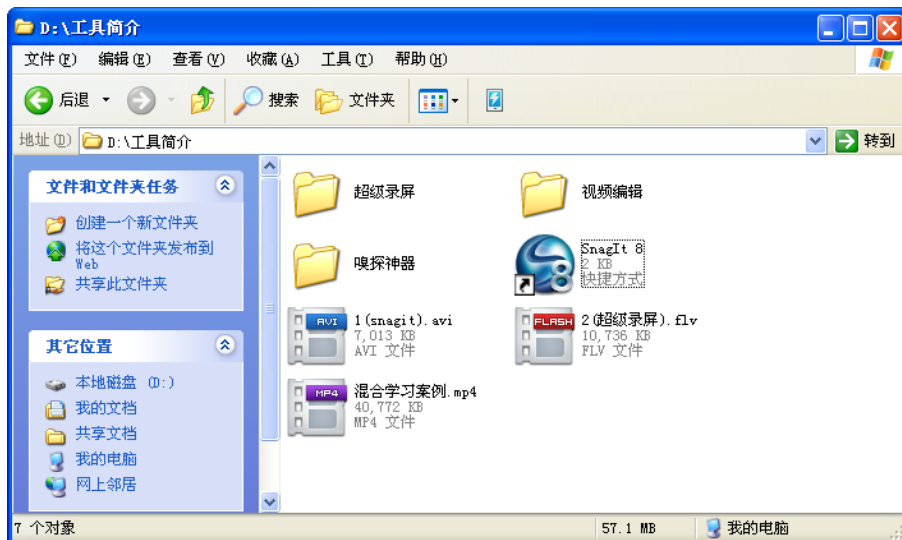 D:\工具简介
文件(F) 编辑(E) 查看(V) 收藏(A) 工具(T) 帮助(H)
后退 搜索 文件夹
地址(D) D:\工具简介 转到
文件和文件夹任务
创建一个新文件夹
将这个文件夹发布到
Web
共享此文件夹
其它位置
本地磁盘 (D:)
我的文档
共享文档
我的电脑
网上邻居
超级录屏
视频编辑
嗅探神器
SnagIt 8
2 KB
快捷方式
AVI
1(snagit).avi
7,013 KB
AVI 文件
FLASH
2(超级录屏).flv
10,736 KB
FLV 文件
MP4
混合学习案例.mp4
40,772 KB
MP4 文件
7 个对象
57.1 MB
我的电脑